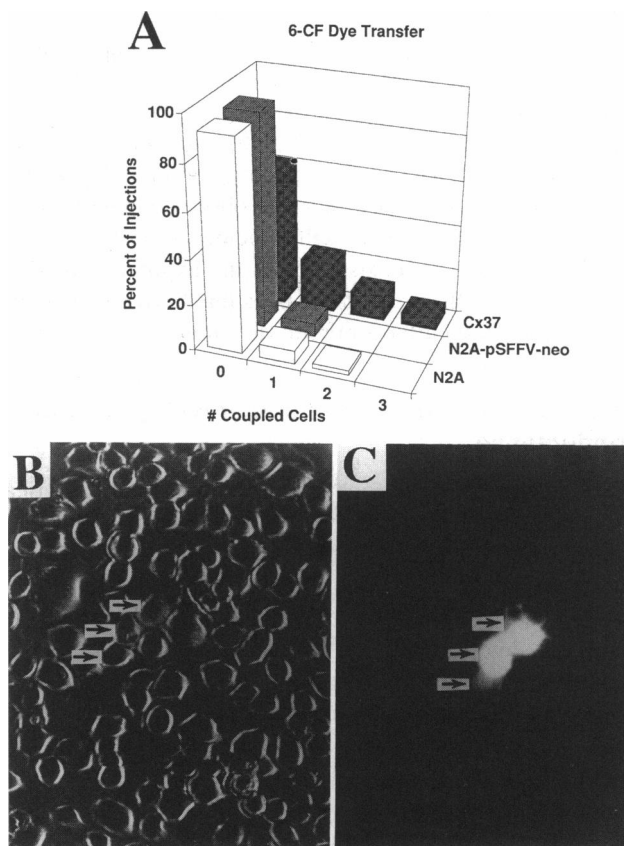 A
6-CF Dye Transfer
100
80
60
40
20
0
Percent of Injections
0
1
2
3
# Coupled Cells
Cx37
N2A-pSFFV-neo
N2A
B
C